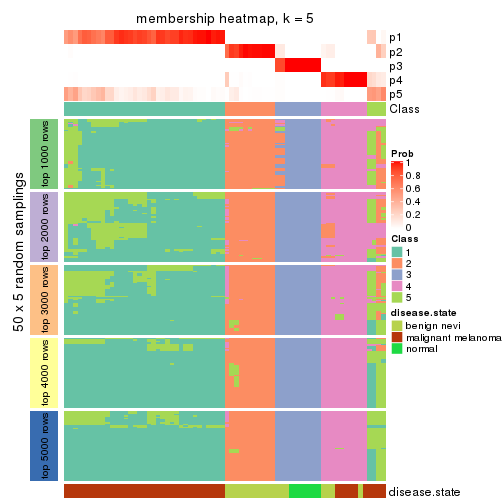 membership heatmap, k = 5
p1
p2
p3
p4
p5
Class
50 x 5 random samplings
top 1000 rows
top 2000 rows
top 3000 rows
top 4000 rows
top 5000 rows
Prob
1
0.8
0.6
0.4
0.2
0
Class
1
2
3
4
5
disease.state
benign nevi
malignant melanoma
normal
disease.state